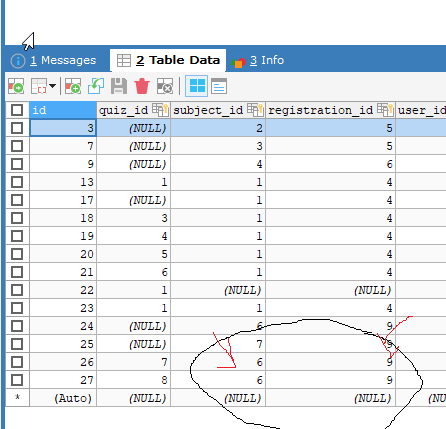 1 Messages 2 Table Data 3 Info
id quiz_id subject_id registration_id user_id
3 (NULL) 2 5
7 (NULL) 3 5
9 (NULL) 4 6
13 1 1 4
17 (NULL) 1 4
18 3 1 4
19 4 1 4
20 5 1 4
21 6 1 4
22 1 (NULL) (NULL)
23 1 1 4
24 (NULL) 6 9
25 (NULL) 7 9
26 7 6 9
27 8 6 9
* (Auto) (NULL) (NULL) (NULL) (NU